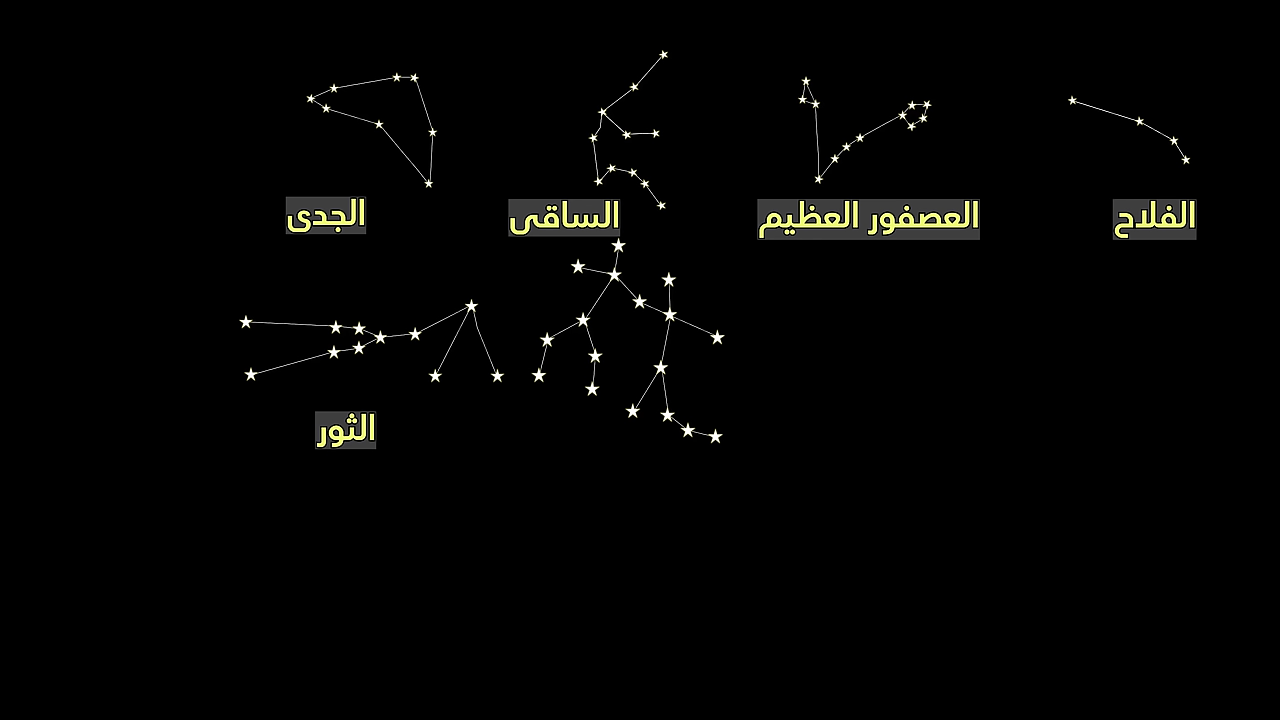 الفلاح
العصفور العظيم
الساقى
الجدى
الثور